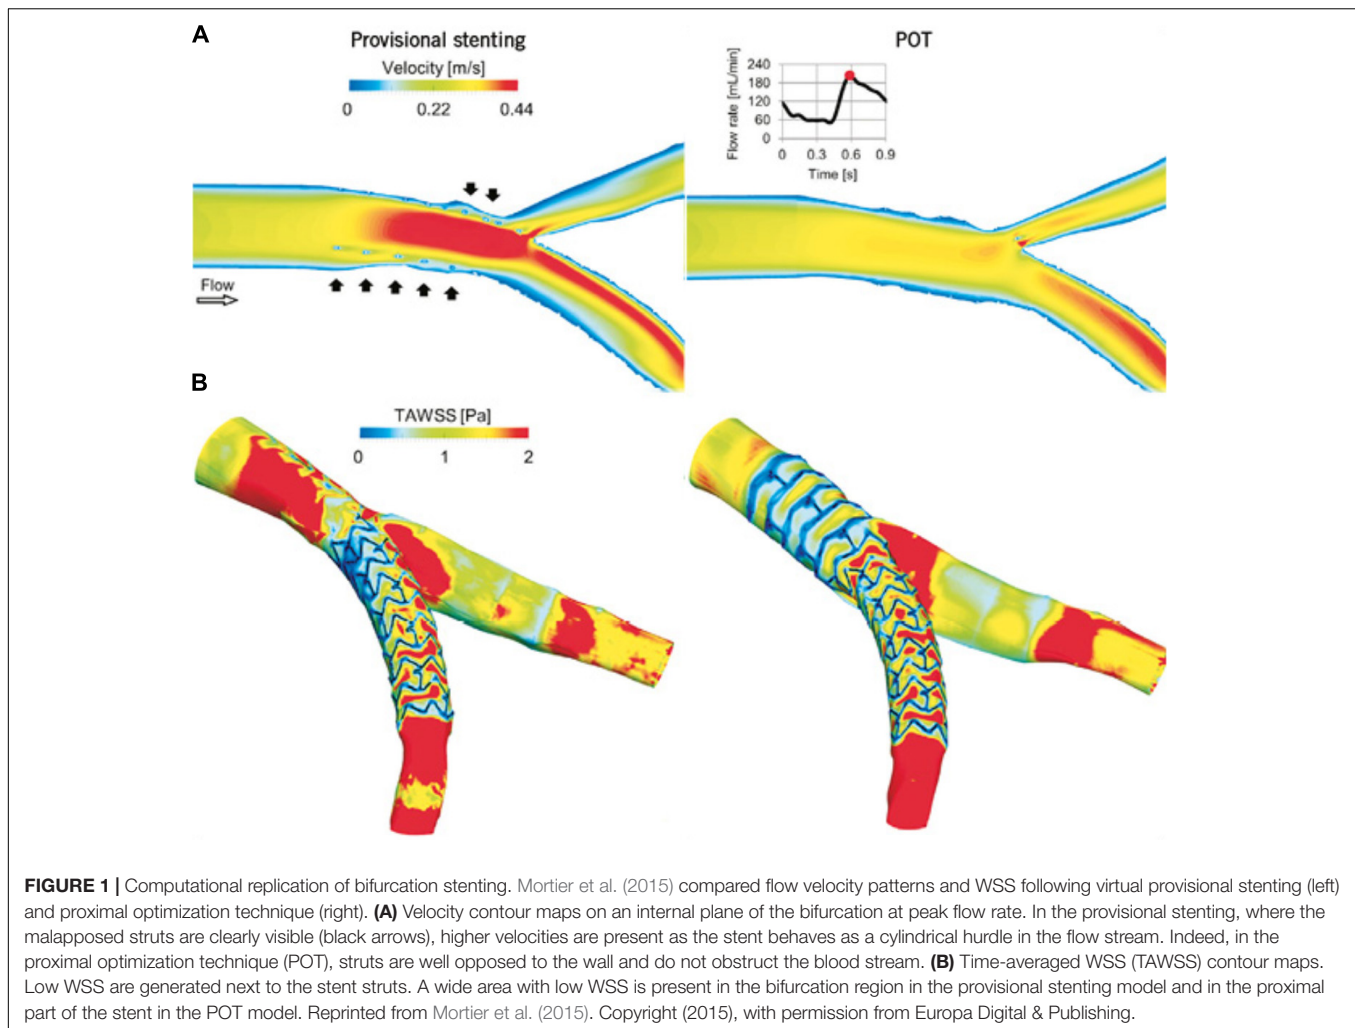 A
Provisional stenting
Velocity [m/s]
0 0.22 0.44
POT
Flow rate [mL/min]
240
180
120
60
0
0 0.3 0.6 0.9
Time [s]
Flow
B
TAWSS [Pa]
0 1 2
FIGURE 1 | Computational replication of bifurcation stenting. Mortier et al. (2015) compared flow velocity patterns and WSS following virtual provisional stenting (left)
and proximal optimization technique (right). (A) Velocity contour maps on an internal plane of the bifurcation at peak flow rate. In the provisional stenting, where the
malapposed struts are clearly visible (black arrows), higher velocities are present as the stent behaves as a cylindrical hurdle in the flow stream. Indeed, in the
proximal optimization technique (POT), struts are well opposed to the wall and do not obstruct the blood stream. (B) Time-averaged WSS (TAWSS) contour maps.
Low WSS are generated next to the stent struts. A wide area with low WSS is present in the bifurcation region in the provisional stenting model and in the proximal
part of the stent in the POT model. Reprinted from Mortier et al. (2015). Copyright (2015), with permission from Europa Digital & Publishing.